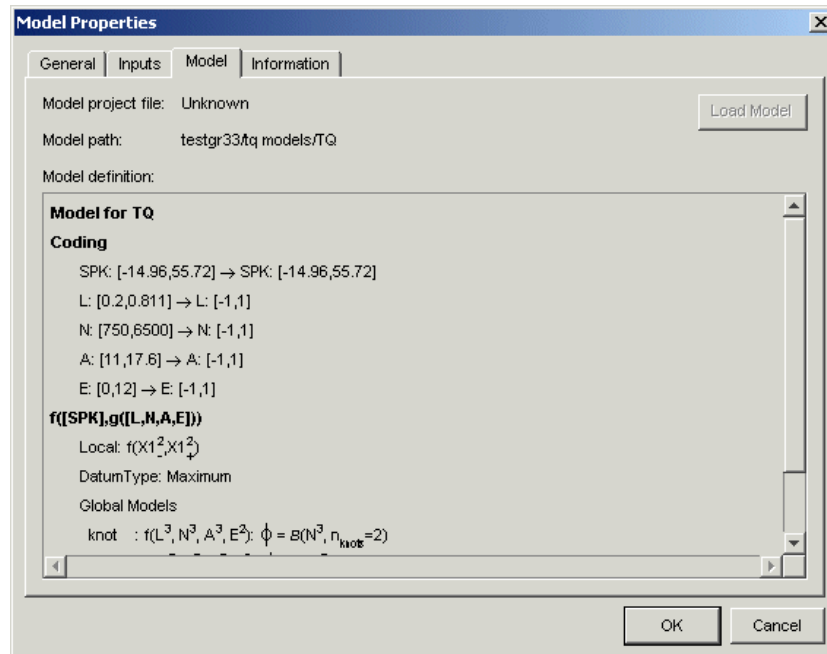 Model Properties
General Inputs Model Information
Model project file: Unknown
Load Model
Model path: testgr33/tq models/TQ
Model definition:
Model for TQ
Coding
SPK: [-14.96,55.72] → SPK: [-14.96,55.72]
L: [0.2,0.811] → L: [-1,1]
N: [750,6500] → N: [-1,1]
A: [11,17.6] → A: [-1,1]
E: [0,12] → E: [-1,1]
f([SPK],g([L,N,A,E]))
Local: f(X1²₋,X1²₊)
DatumType: Maximum
Global Models
knot : f(L³, N³, A³, E²): ϕ = B(N³, n_knots=2)
OK Cancel